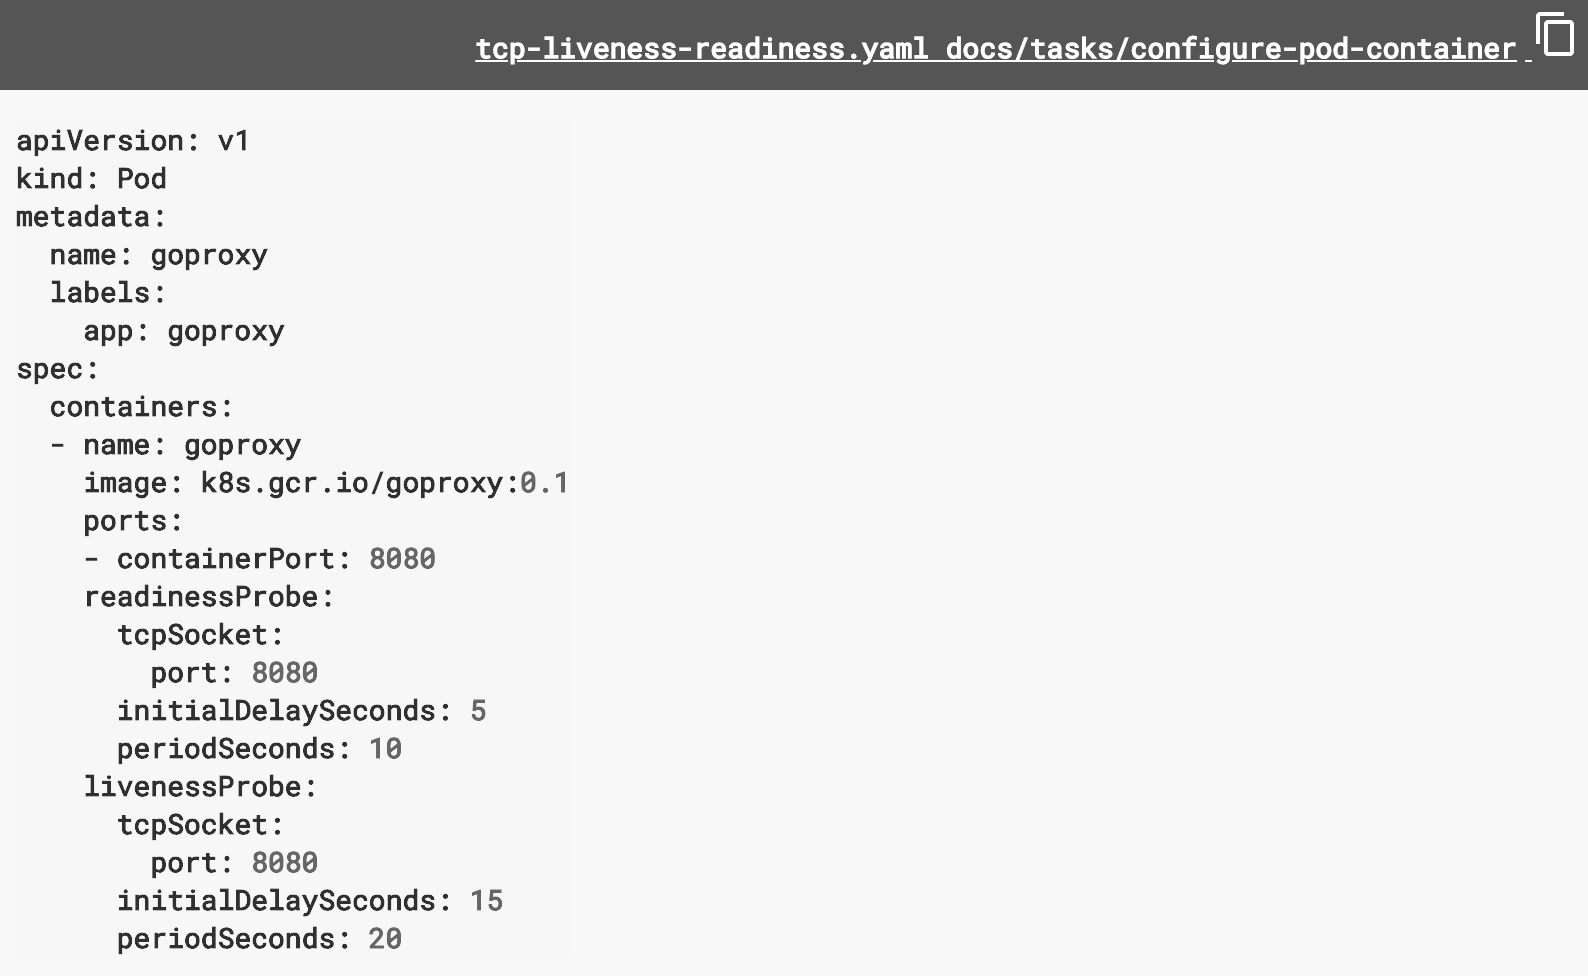 tcp-liveness-readiness.yaml docs/tasks/configure-pod-container
apiVersion: v1
kind: Pod
metadata:
  name: goproxy
  labels:
    app: goproxy
spec:
  containers:
  - name: goproxy
    image: k8s.gcr.io/goproxy:0.1
    ports:
    - containerPort: 8080
    readinessProbe:
      tcpSocket:
        port: 8080
      initialDelaySeconds: 5
      periodSeconds: 10
    livenessProbe:
      tcpSocket:
        port: 8080
      initialDelaySeconds: 15
      periodSeconds: 20